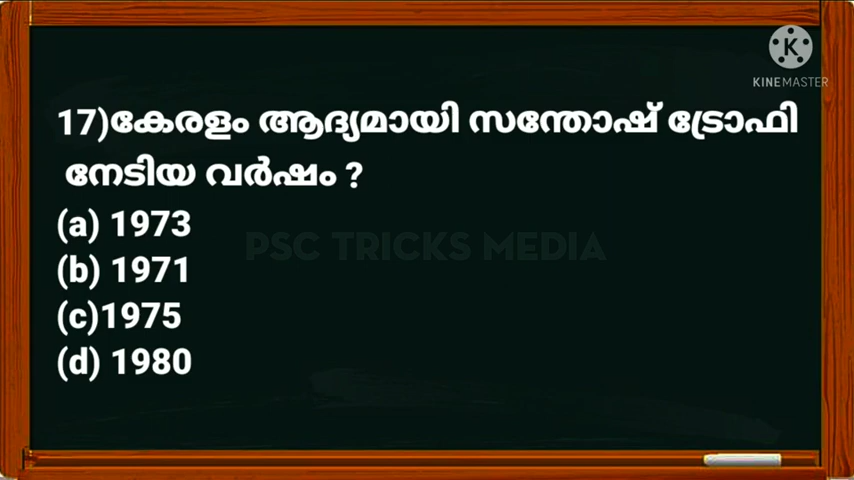 KINEMASTER
17)കേരളം ആദ്യമായി സന്തോഷ് ട്രോഫി
നേടിയ വർഷം ?
(a) 1973
PSC TRICKS MEDIA
(b) 1971
(c)1975
(d) 1980